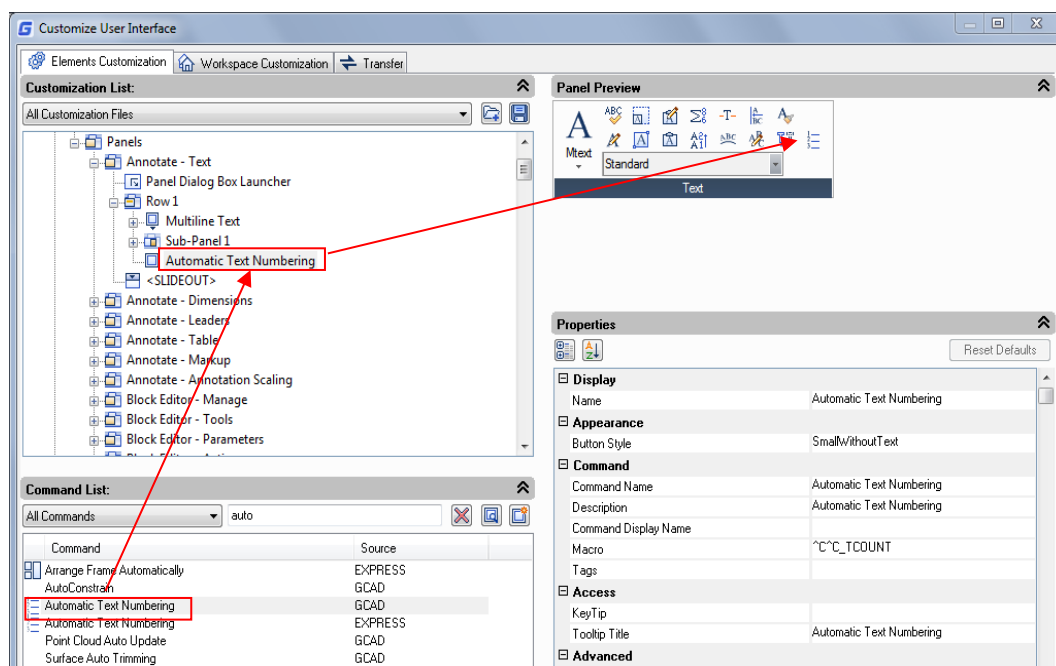 Customize User Interface
Elements Customization
Workspace Customization
Transfer
Customization List:
All Customization Files
Panels
Annotate - Text
Panel Dialog Box Launcher
Row 1
Multiline Text
Sub-Panel 1
Automatic Text Numbering
<SLIDEOUT>
Annotate - Dimensions
Annotate - Leaders
Annotate - Table
Annotate - Markup
Annotate - Annotation Scaling
Block Editor - Manage
Block Editor - Tools
Block Editor - Parameters
Command List:
All Commands
auto
Command Source
Arrange Frame Automatically EXPRESS
AutoConstrain GCAD
Automatic Text Numbering GCAD
Automatic Text Numbering EXPRESS
Point Cloud Auto Update GCAD
Surface Auto Trimming GCAD
Panel Preview
Mtext
Standard
Text
Properties
Reset Defaults
Display
Name Automatic Text Numbering
Appearance
Button Style SmallWithoutText
Command
Command Name Automatic Text Numbering
Description Automatic Text Numbering
Command Display Name
Macro ^C^C_TCOUNT
Tags
Access
KeyTip
Tooltip Title Automatic Text Numbering
Advanced